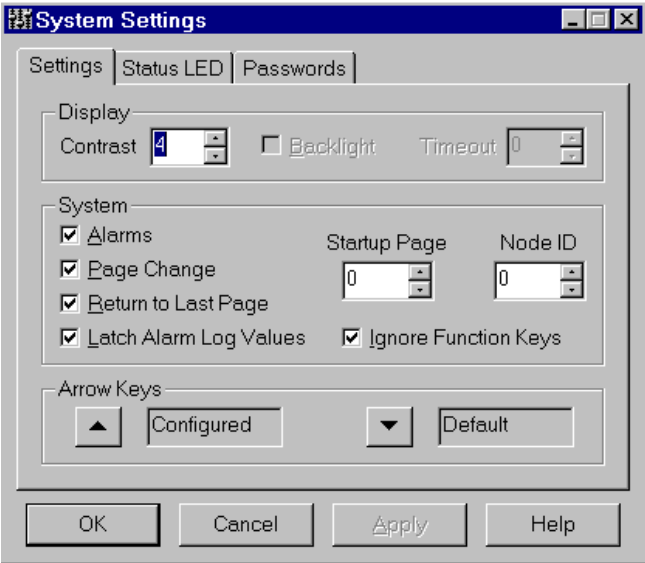 System Settings
Settings Status LED Passwords
Display
Contrast 4 Backlight Timeout 0
System
Alarms Startup Page Node ID
Page Change 0 0
Return to Last Page
Latch Alarm Log Values Ignore Function Keys
Arrow Keys
Configured Default
OK Cancel Apply Help